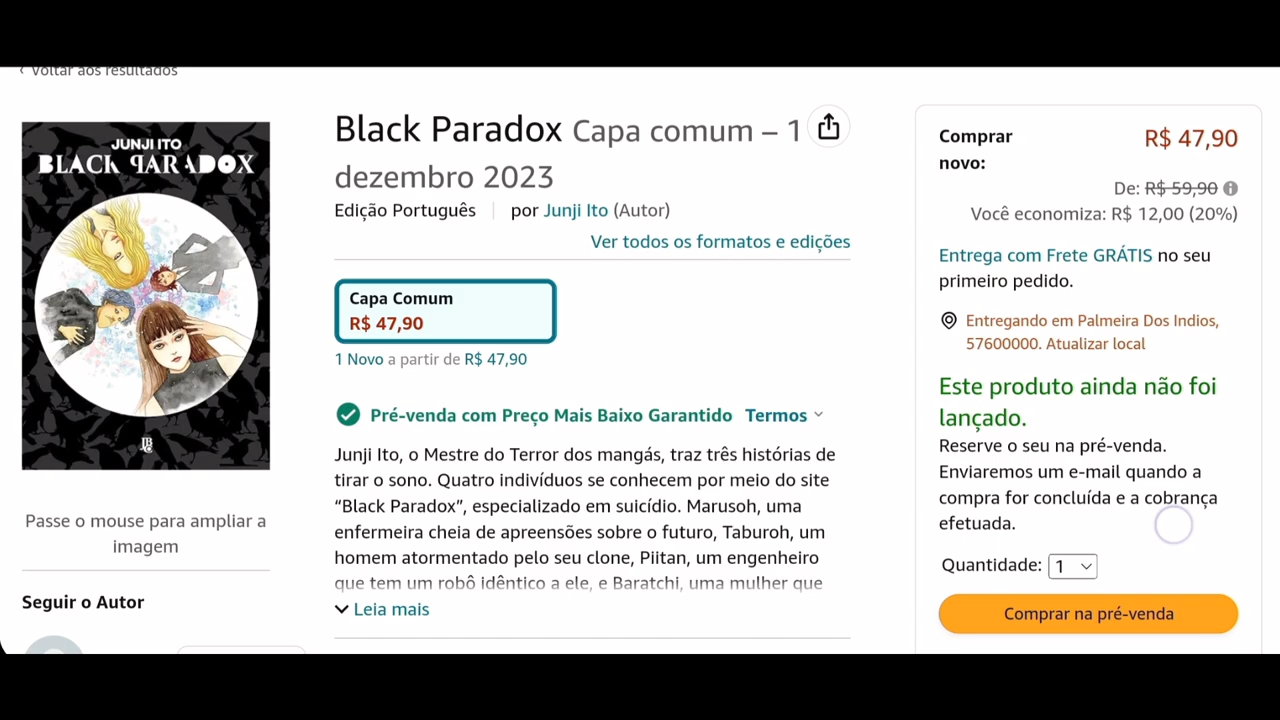 ‹ Voltar aos resultados
JUNJI ITO
BLACK PARADOX
JBC
Passe o mouse para ampliar a
imagem
Seguir o Autor
Black Paradox Capa comum – 1
dezembro 2023
Edição Português | por Junji Ito (Autor)
Ver todos os formatos e edições
Capa Comum
R$ 47,90
1 Novo a partir de R$ 47,90
Pré-venda com Preço Mais Baixo Garantido Termos
Junji Ito, o Mestre do Terror dos mangás, traz três histórias de
tirar o sono. Quatro indivíduos se conhecem por meio do site
“Black Paradox”, especializado em suicídio. Marusoh, uma
enfermeira cheia de apreensões sobre o futuro, Taburoh, um
homem atormentado pelo seu clone, Piitan, um engenheiro
que tem um robô idêntico a ele, e Baratchi, uma mulher que
Leia mais
Comprar
novo:
R$ 47,90
De: R$ 59,90
Você economiza: R$ 12,00 (20%)
Entrega com Frete GRÁTIS no seu
primeiro pedido.
Entregando em Palmeira Dos Indios,
57600000. Atualizar local
Este produto ainda não foi
lançado.
Reserve o seu na pré-venda.
Enviaremos um e-mail quando a
compra for concluída e a cobrança
efetuada.
Quantidade: 1
Comprar na pré-venda